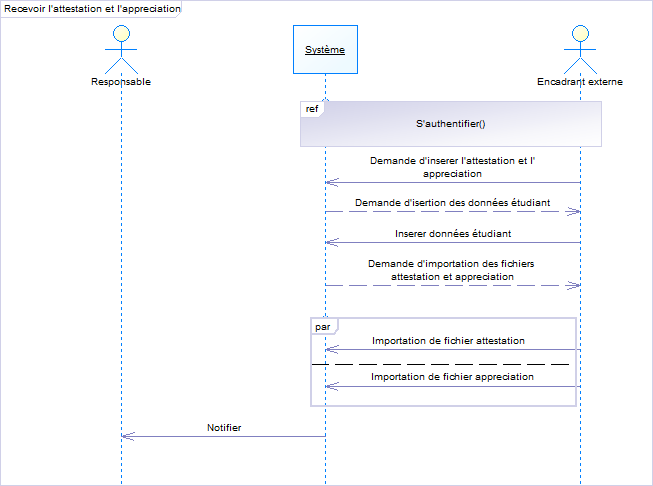 Recevoir l'attestation et l'appreciation
Responsable
Système
Encadrant externe
ref
S'authentifier()
Demande d'inserer l'attestation et l'
appreciation
Demande d'isertion des données étudiant
Inserer données étudiant
Demande d'importation des fichiers
attestation et appreciation
par
Importation de fichier attestation
Importation de fichier appreciation
Notifier